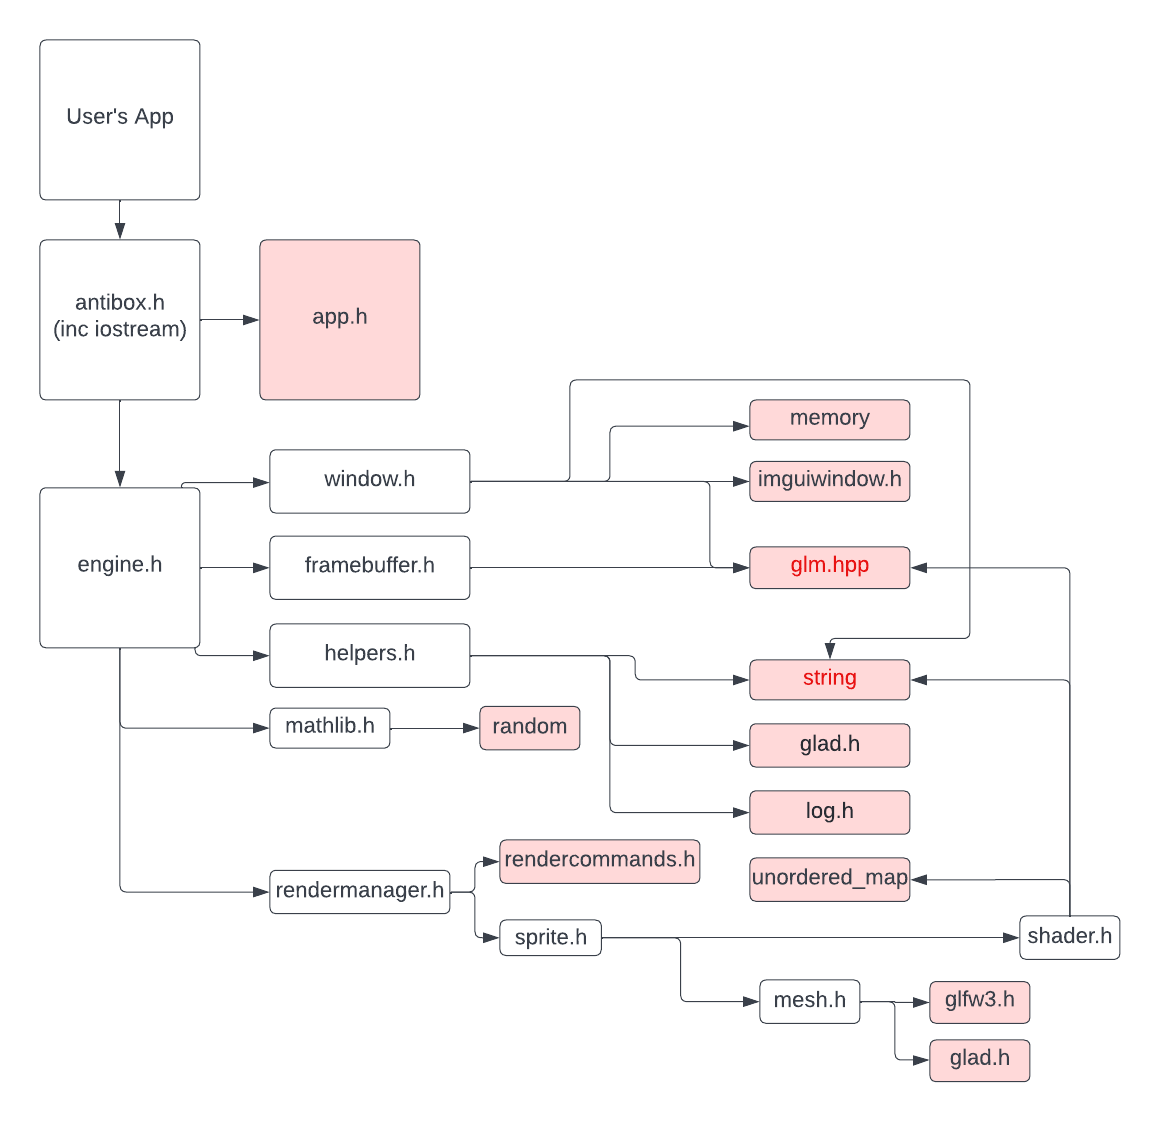 User's App
antibox.h
(inc iostream)
app.h
memory
window.h
imguiwindow.h
engine.h
framebuffer.h
glm.hpp
helpers.h
string
mathlib.h
random
glad.h
log.h
rendercommands.h
unordered_map
rendermanager.h
sprite.h
shader.h
mesh.h
glfw3.h
glad.h